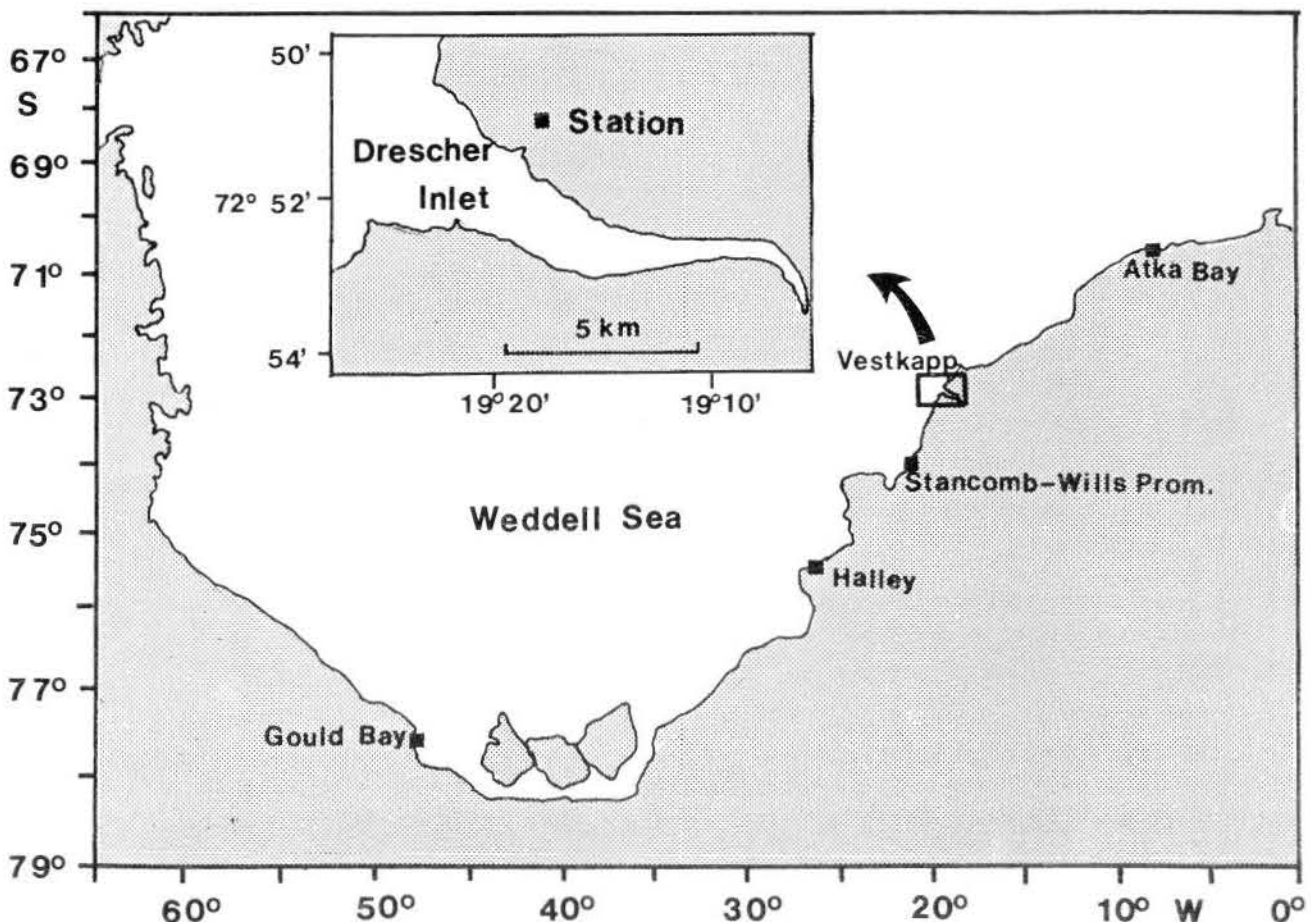 67°
S
69°
71°
73°
75°
77°
79°
50'
72° 52'
54'
Station
Drescher
Inlet
5 km
19°20'
19°10'
Atka Bay
Vestkapp
Stancomb-Wills Prom.
Weddell Sea
Halley
Gould Bay
60°
50°
40°
30°
20°
10°
W
0°